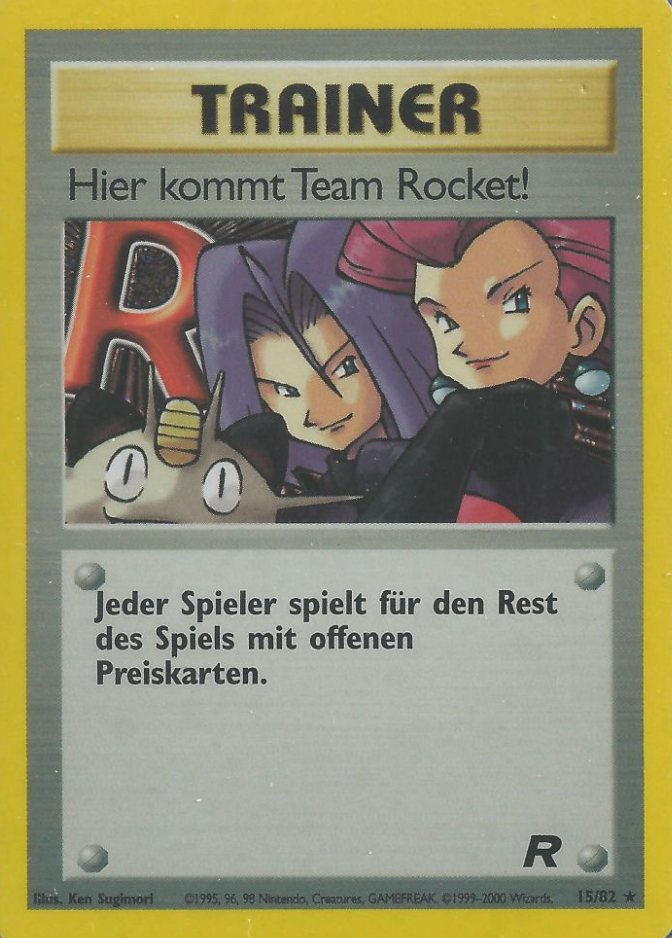 TRAINER
Hier kommt Team Rocket!
R
Jeder Spieler spielt für den Rest
des Spiels mit offenen
Preiskarten.
R
Illus. Ken Sugimori ©1995, 96, 98 Nintendo, Creatures, GAMEFREAK. ©1999-2000 Wizards. 15/82 ★